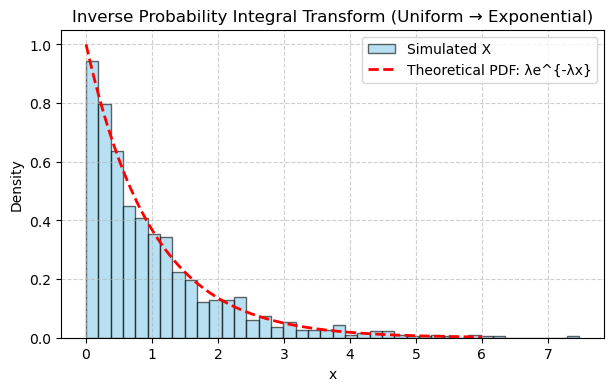 Inverse Probability Integral Transform (Uniform → Exponential)
Simulated X
Theoretical PDF: λe^{-λx}
Density
1.0
0.8
0.6
0.4
0.2
0.0
0 1 2 3 4 5 6 7
x